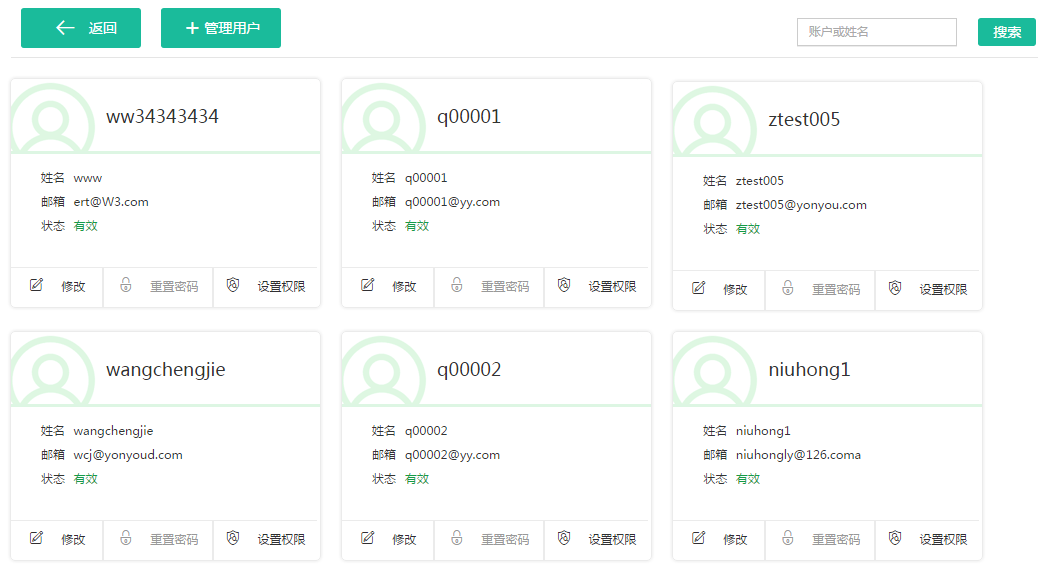 返回
管理用户
账户或姓名
搜索
ww34343434
姓名 www
邮箱 ert@W3.com
状态 有效
修改 重置密码 设置权限
q00001
姓名 q00001
邮箱 q00001@yy.com
状态 有效
修改 重置密码 设置权限
ztest005
姓名 ztest005
邮箱 ztest005@yonyou.com
状态 有效
修改 重置密码 设置权限
wangchengjie
姓名 wangchengjie
邮箱 wcj@yonyoud.com
状态 有效
修改 重置密码 设置权限
q00002
姓名 q00002
邮箱 q00002@yy.com
状态 有效
修改 重置密码 设置权限
niuhong1
姓名 niuhong1
邮箱 niuhongly@126.coma
状态 有效
修改 重置密码 设置权限